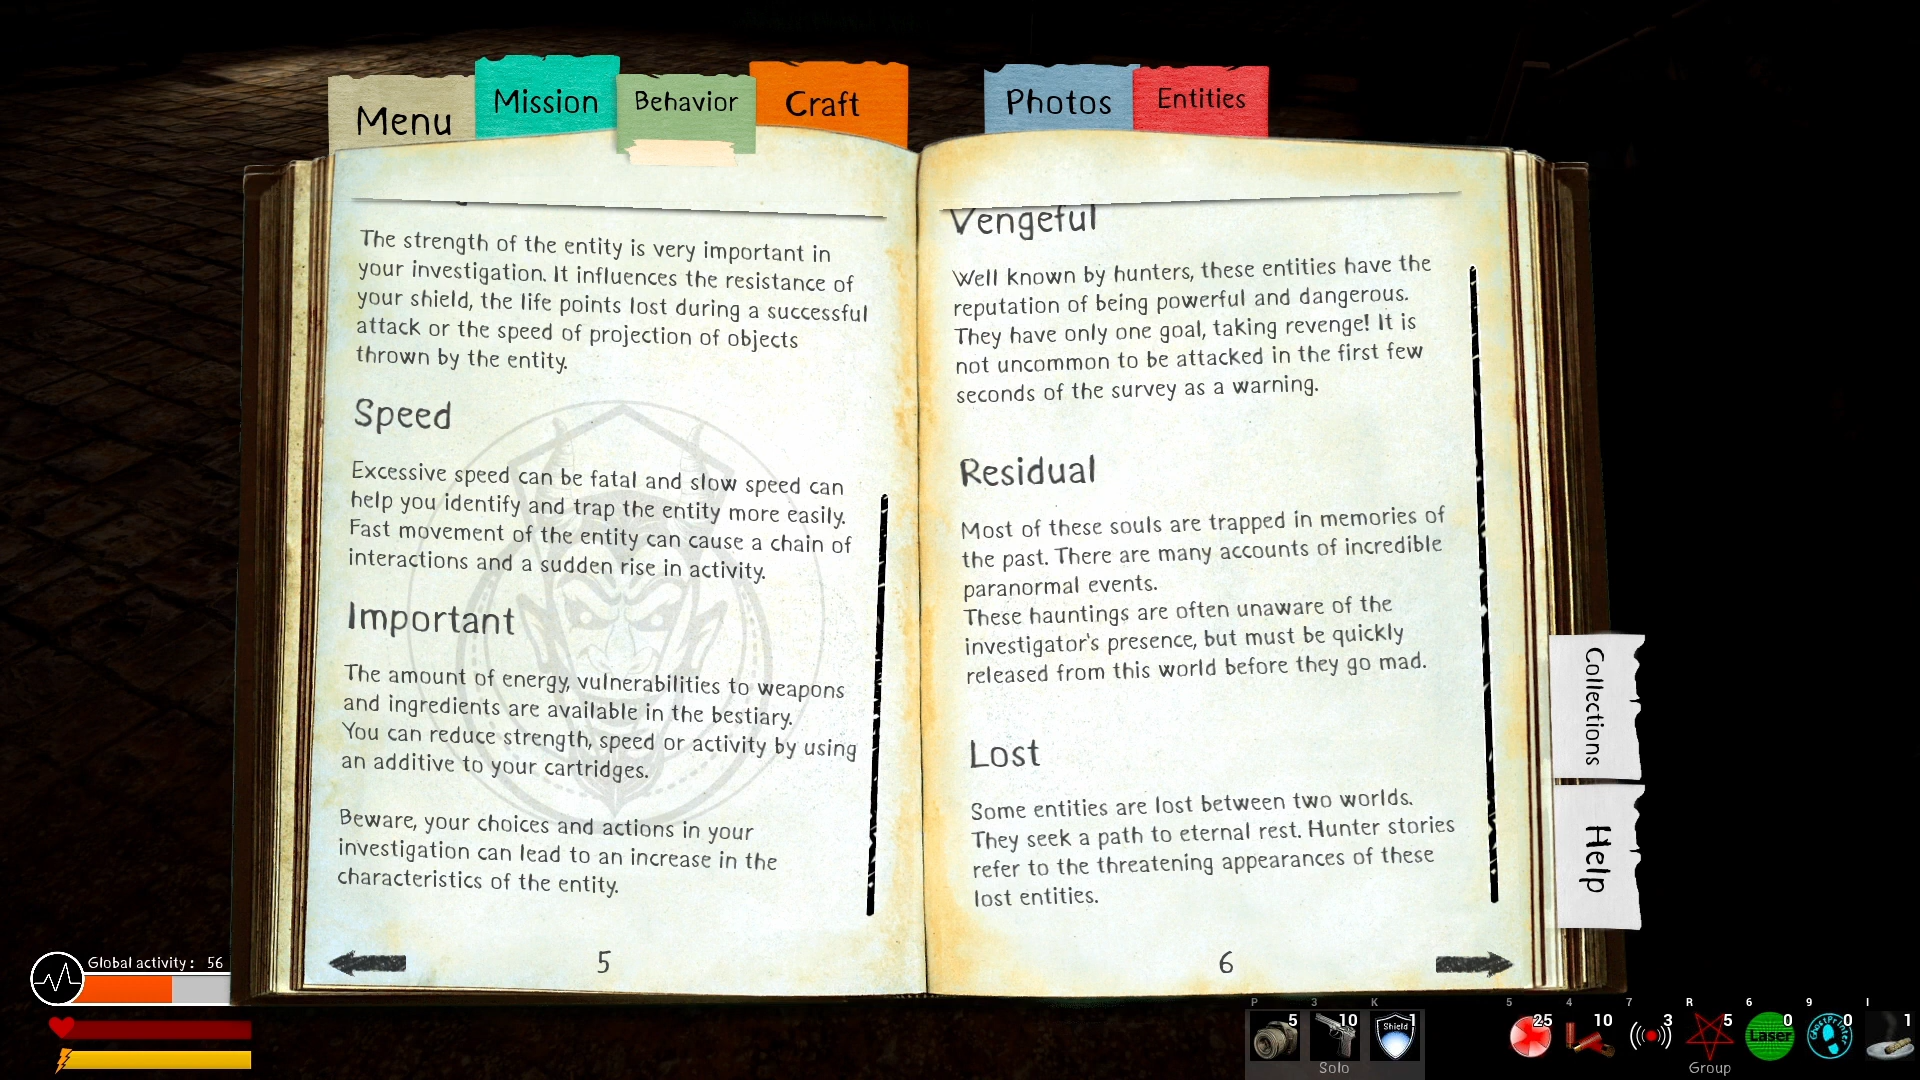 Menu
Mission
Behavior
Craft
Photos
Entities
The strength of the entity is very important in
your investigation. It influences the resistance of
your shield, the life points lost during a successful
attack or the speed of projection of objects
thrown by the entity.
Speed
Excessive speed can be fatal and slow speed can
help you identify and trap the entity more easily.
Fast movement of the entity can cause a chain of
interactions and a sudden rise in activity.
Important
The amount of energy, vulnerabilities to weapons
and ingredients are available in the bestiary.
You can reduce strength, speed or activity by using
an additive to your cartridges.
Beware, your choices and actions in your
investigation can lead to an increase in the
characteristics of the entity.
5
Vengeful
Well known by hunters, these entities have the
reputation of being powerful and dangerous.
They have only one goal, taking revenge! It is
not uncommon to be attacked in the first few
seconds of the survey as a warning.
Residual
Most of these souls are trapped in memories of
the past. There are many accounts of incredible
paranormal events.
These hauntings are often unaware of the
investigator's presence, but must be quickly
released from this world before they go mad.
Lost
Some entities are lost between two worlds.
They seek a path to eternal rest. Hunter stories
refer to the threatening appearances of these
lost entities.
6
Collections
Help
Global activity : 56
P 3 K 5 4 7 R 6 9 I
5 10 1 25 10 3 5 0 0 1
Shield
Laser
GhostPrinter
Solo
Group